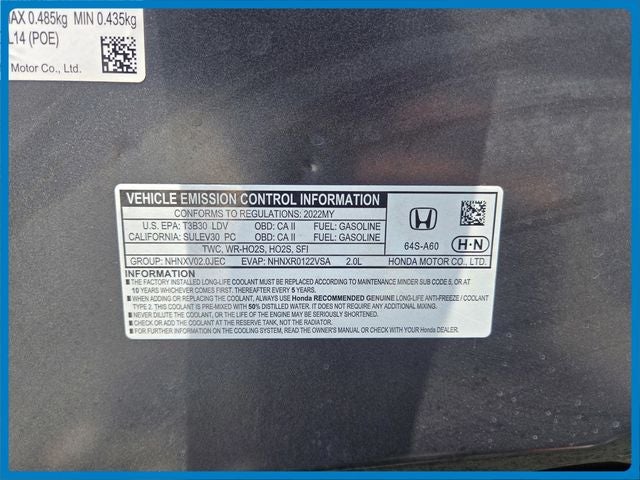 MAX 0.485kg MIN 0.435kg
L14 (POE)
Motor Co., Ltd.
VEHICLE EMISSION CONTROL INFORMATION
CONFORMS TO REGULATIONS: 2022MY
U.S. EPA: T3B30 LDV OBD: CA II FUEL: GASOLINE
CALIFORNIA: SULEV30 PC OBD: CA II FUEL: GASOLINE
TWC, WR-HO2S, HO2S, SFI
GROUP: NHNXV02.0JEC EVAP: NHNXR0122VSA 2.0L
64S-A60 H·N
HONDA MOTOR CO., LTD.
INFORMATION
■ THE FACTORY INSTALLED LONG-LIFE COOLANT MUST BE REPLACED ACCORDING TO MAINTENANCE MINDER SUB CODE 5, OR AT
10 YEARS WHICHEVER COMES FIRST. THEREAFTER EVERY 5 YEARS.
■ WHEN ADDING OR REPLACING THE COOLANT, ALWAYS USE Honda RECOMMENDED GENUINE LONG-LIFE ANTI-FREEZE / COOLANT
TYPE 2. THIS COOLANT IS PRE-MIXED WITH 50% DISTILLED WATER. IT DOES NOT REQUIRE ANY ADDITIONAL MIXING.
■ NEVER DILUTE THE COOLANT, OR THE LIFE OF THE ENGINE MAY BE SERIOUSLY SHORTENED.
■ CHECK OR ADD AT THE RESERVE TANK, NOT THE RADIATOR.
■ FOR FURTHER INFORMATION ON THE COOLING SYSTEM, READ THE OWNER'S MANUAL OR CHECK WITH YOUR Honda DEALER.